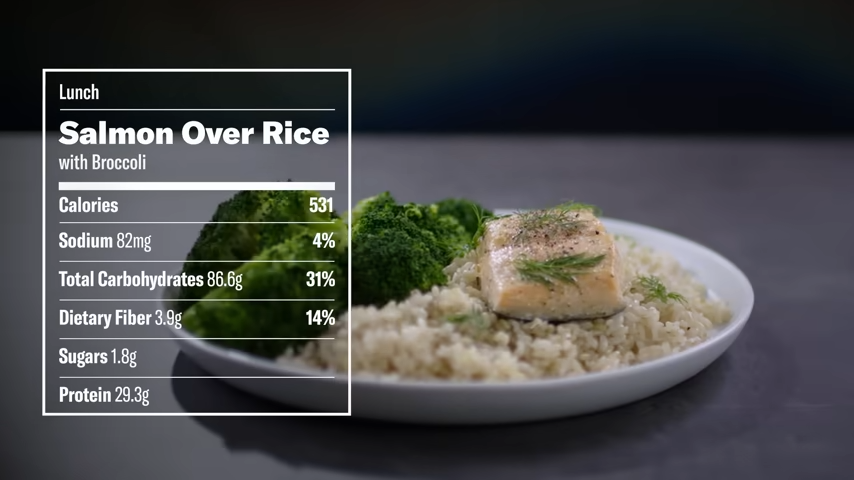 Lunch
Salmon Over Rice
with Broccoli
Calories 531
Sodium 82mg 4%
Total Carbohydrates 86.6g 31%
Dietary Fiber 3.9g 14%
Sugars 1.8g
Protein 29.3g